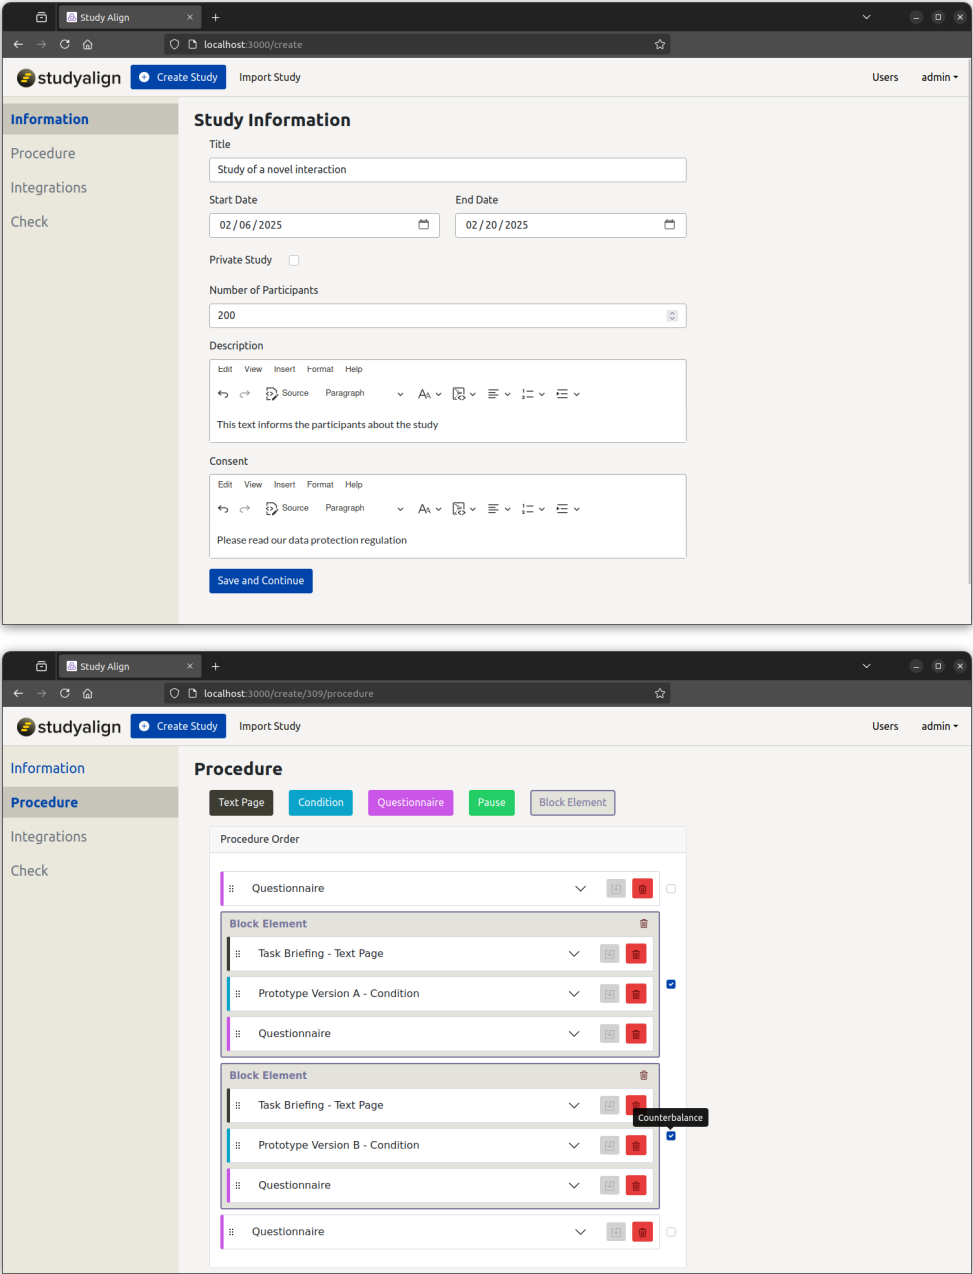 Study Align
localhost:3000/create
studyalign Create Study Import Study Users admin
Information
Procedure
Integrations
Check
Study Information
Title
Study of a novel interaction
Start Date End Date
02/06/2025 02/20/2025
Private Study
Number of Participants
200
Description
Edit View Insert Format Help
Source Paragraph
This text informs the participants about the study
Consent
Edit View Insert Format Help
Source Paragraph
Please read our data protection regulation
Save and Continue
Study Align
localhost:3000/create/309/procedure
studyalign Create Study Import Study Users admin
Information
Procedure
Integrations
Check
Procedure
Text Page Condition Questionnaire Pause Block Element
Procedure Order
Questionnaire
Block Element
Task Briefing - Text Page
Prototype Version A - Condition
Questionnaire
Block Element
Task Briefing - Text Page
Counterbalance
Prototype Version B - Condition
Questionnaire
Questionnaire